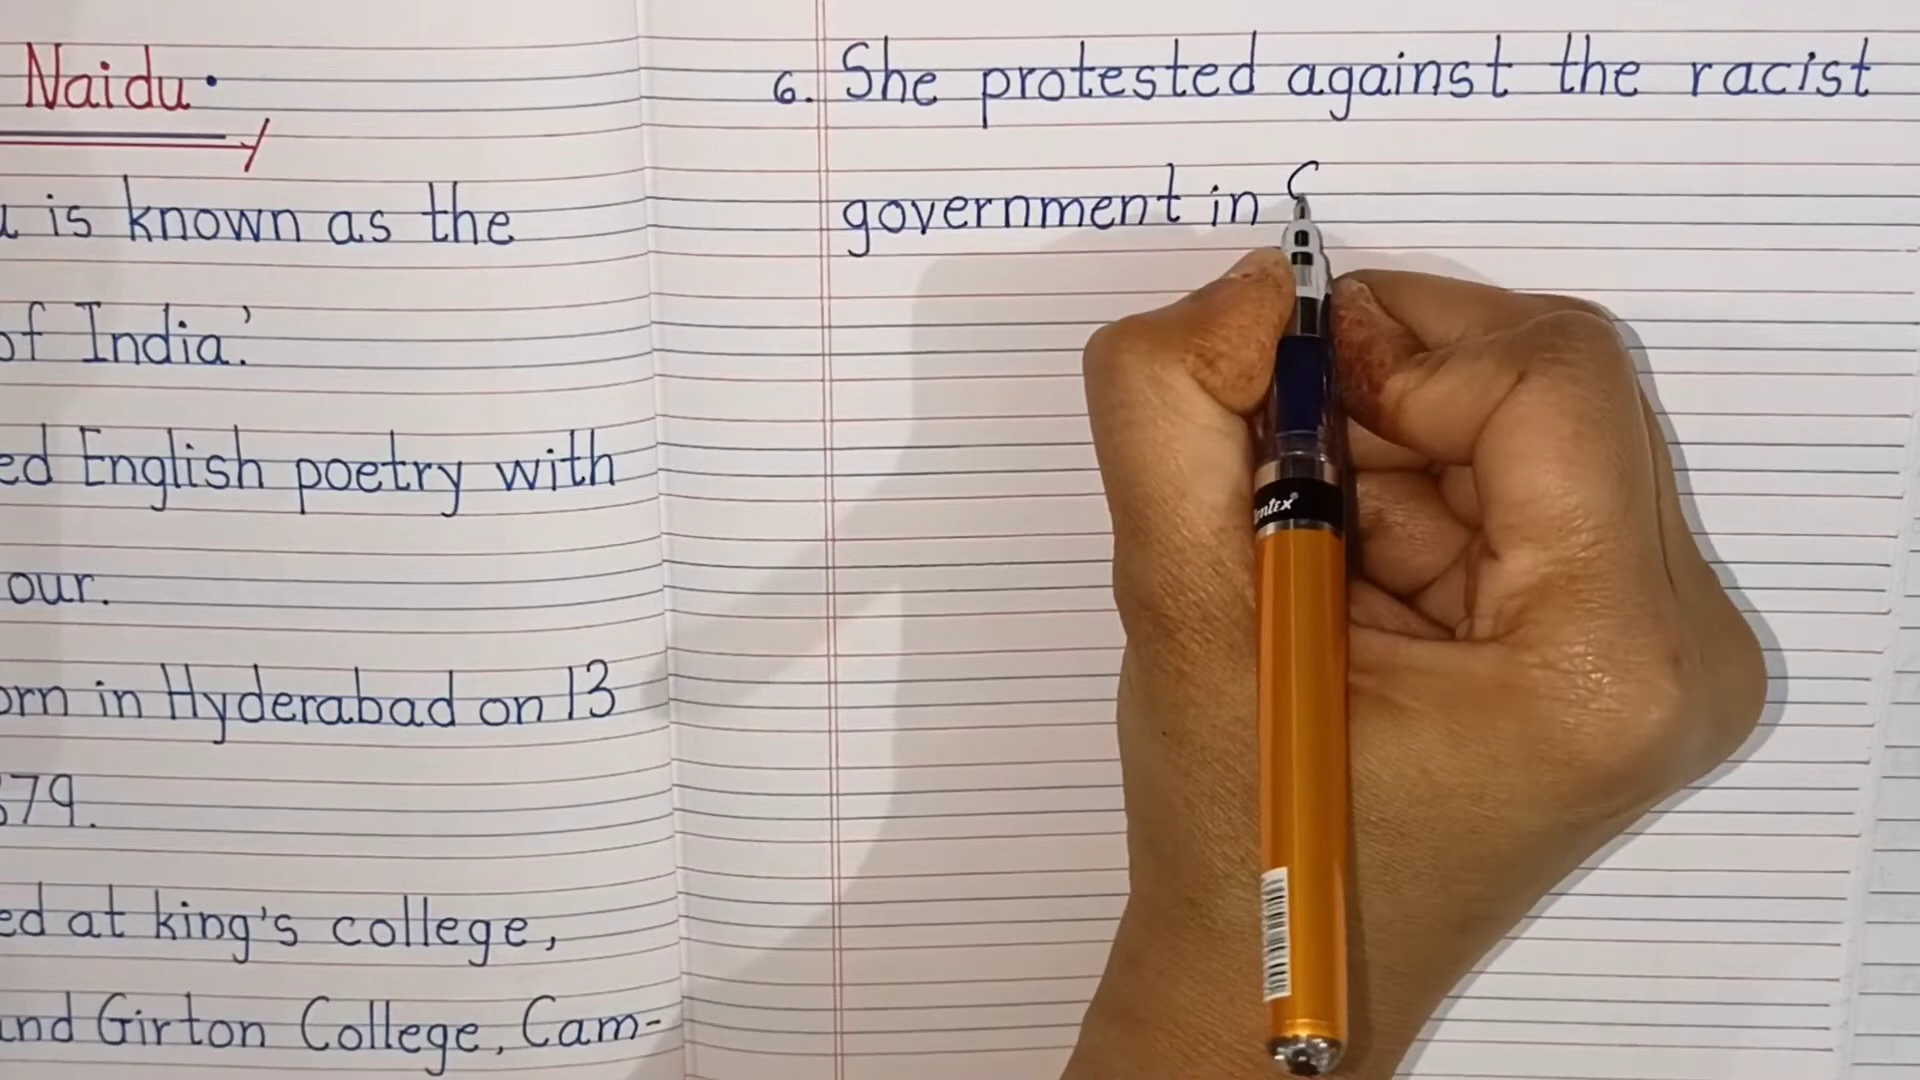 Naidu.
is known as the
of India.'
ed English poetry with
our.
orn in Hyderabad on 13
79.
ed at king's college,
and Girton College, Cam-
6. She protested against the racist
government in S